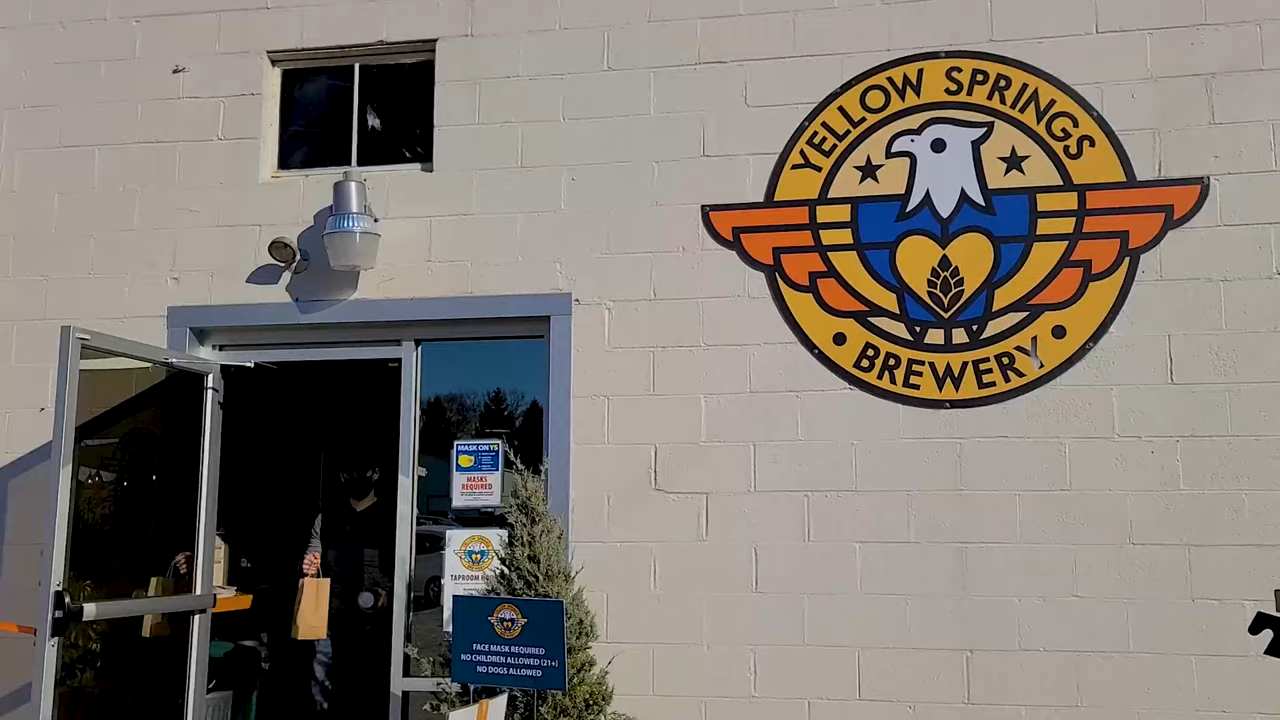 YELLOW SPRINGS
BREWERY
MASK ON YS
MASKS
REQUIRED
TAPROOM
FACE MASK REQUIRED
NO CHILDREN ALLOWED (21+)
NO DOGS ALLOWED